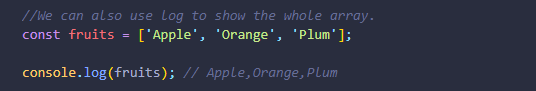 //We can also use log to show the whole array.
const fruits = ['Apple', 'Orange', 'Plum'];
console.log(fruits); // Apple,Orange,Plum